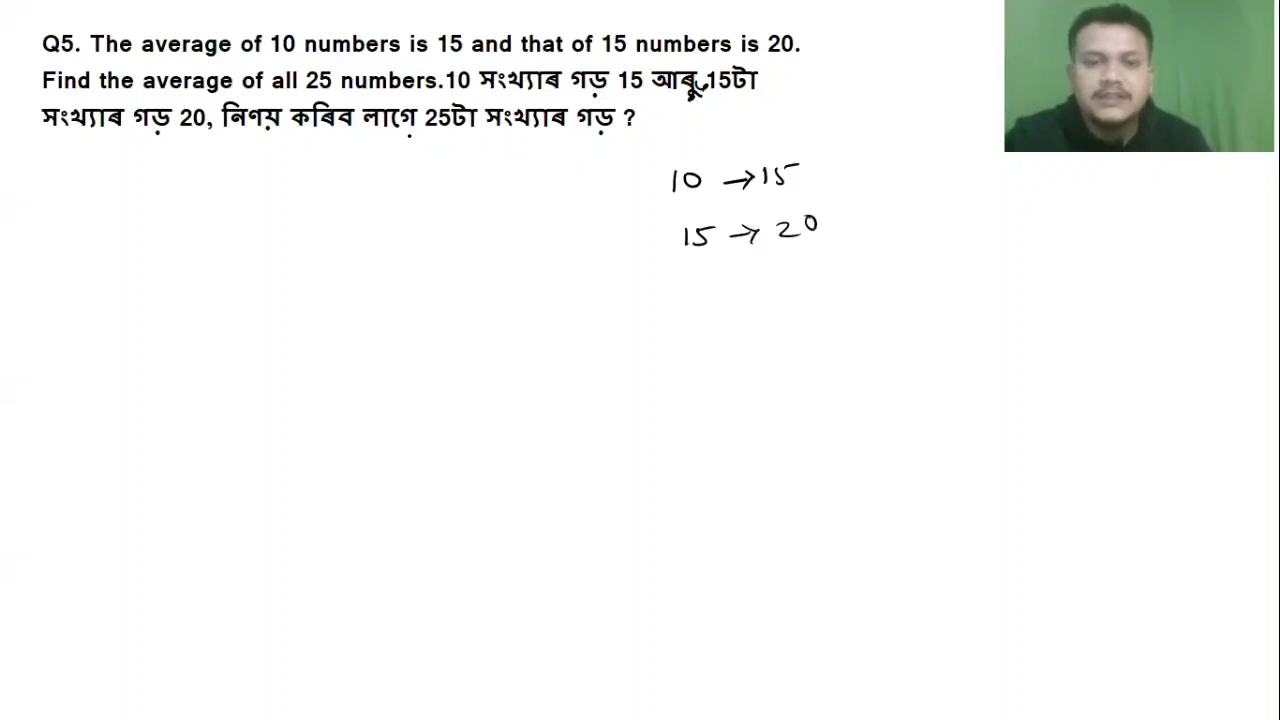 Q5. The average of 10 numbers is 15 and that of 15 numbers is 20.
Find the average of all 25 numbers.10 সংখ্যাৰ গড় 15 আৰু 15টা
সংখ্যাৰ গড় 20, নিণয় কৰিব লাগে 25টা সংখ্যাৰ গড় ?
10 → 15
15 → 20